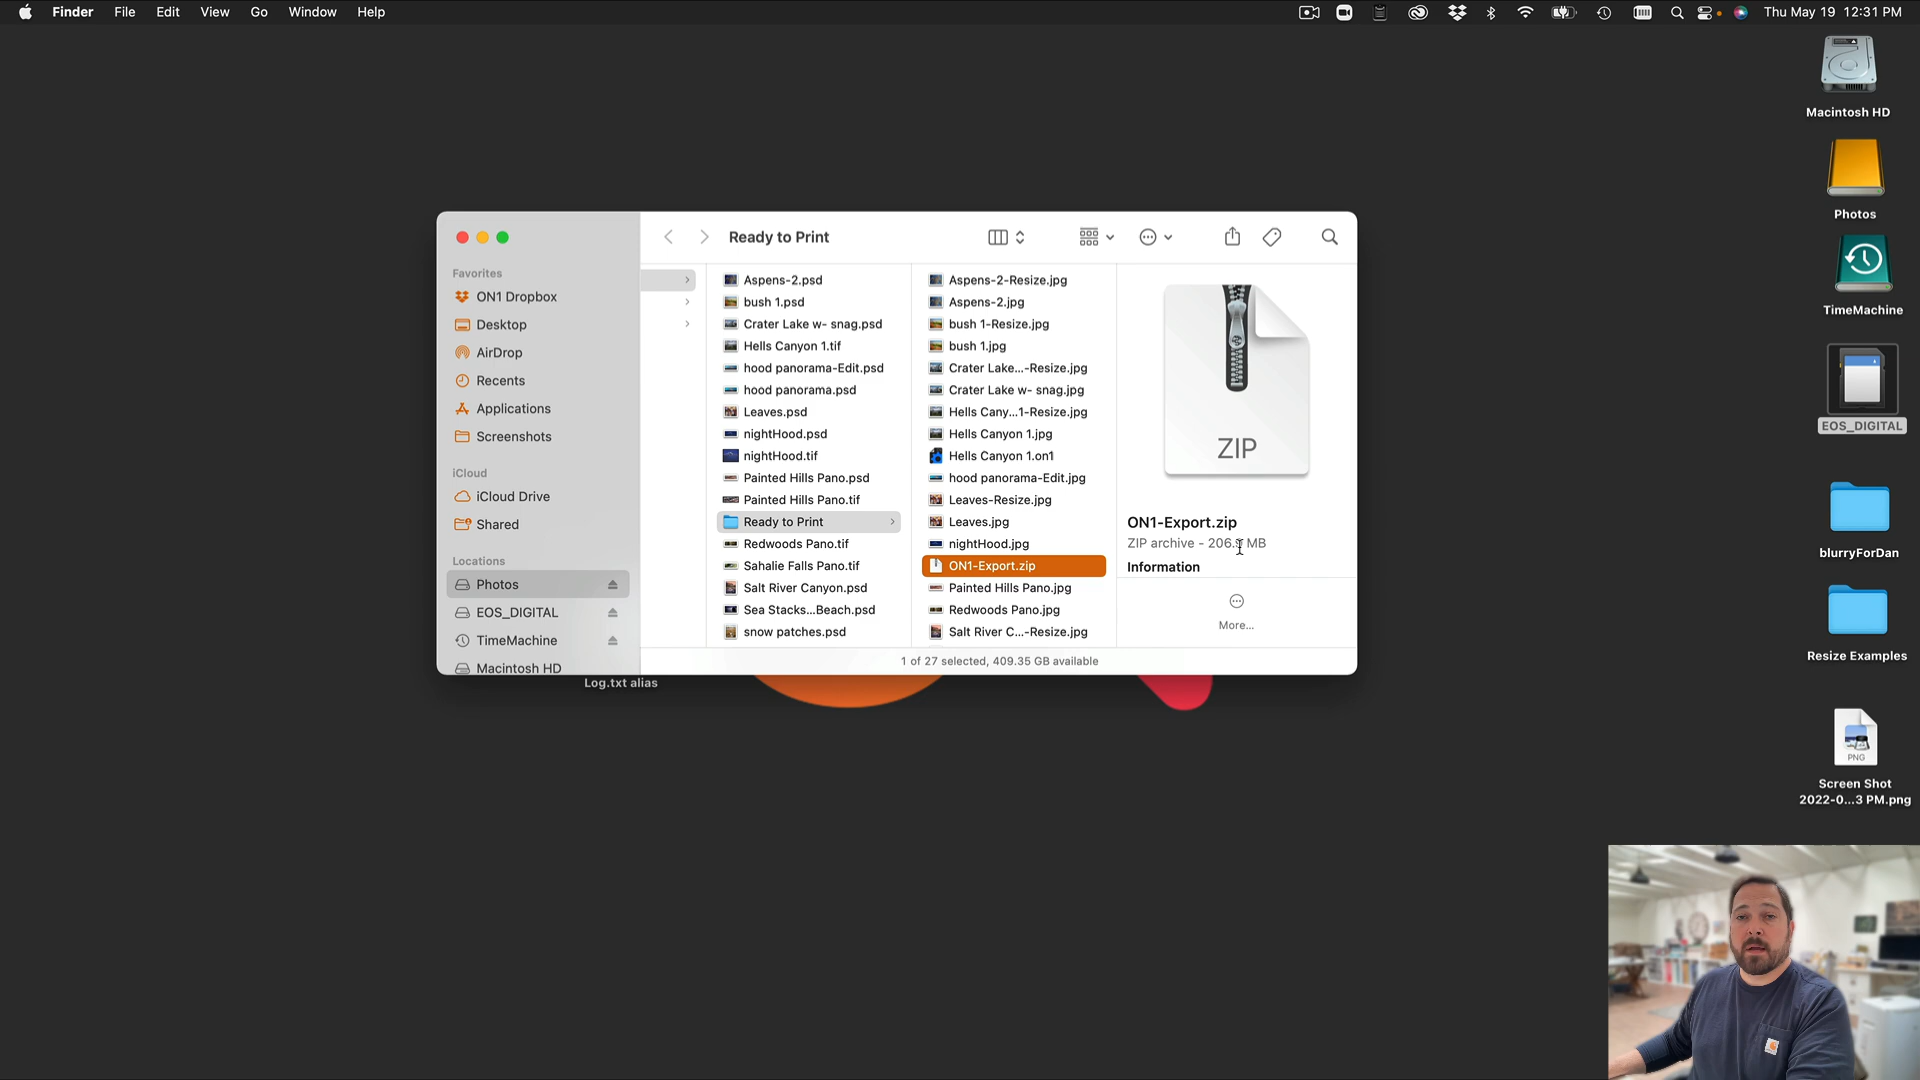 Finder File Edit View Go Window Help
Thu May 19 12:31 PM
Macintosh HD
Photos
TimeMachine
EOS_DIGITAL
blurryForDan
Resize Examples
PNG
Screen Shot
2022-0...3 PM.png
Ready to Print
Favorites
ON1 Dropbox
Desktop
AirDrop
Recents
Applications
Screenshots
iCloud
iCloud Drive
Shared
Locations
Photos
EOS_DIGITAL
TimeMachine
Macintosh HD
Aspens-2.psd
bush 1.psd
Crater Lake w- snag.psd
Hells Canyon 1.tif
hood panorama-Edit.psd
hood panorama.psd
Leaves.psd
nightHood.psd
nightHood.tif
Painted Hills Pano.psd
Painted Hills Pano.tif
Ready to Print
Redwoods Pano.tif
Sahalie Falls Pano.tif
Salt River Canyon.psd
Sea Stacks...Beach.psd
snow patches.psd
Aspens-2-Resize.jpg
Aspens-2.jpg
bush 1-Resize.jpg
bush 1.jpg
Crater Lake...-Resize.jpg
Crater Lake w- snag.jpg
Hells Cany...1-Resize.jpg
Hells Canyon 1.jpg
Hells Canyon 1.on1
hood panorama-Edit.jpg
Leaves-Resize.jpg
Leaves.jpg
nightHood.jpg
ON1-Export.zip
Painted Hills Pano.jpg
Redwoods Pano.jpg
Salt River C...-Resize.jpg
ZIP
ON1-Export.zip
ZIP archive - MB
Information
More...
1 of 27 selected, 409.35 GB available
Log.txt alias